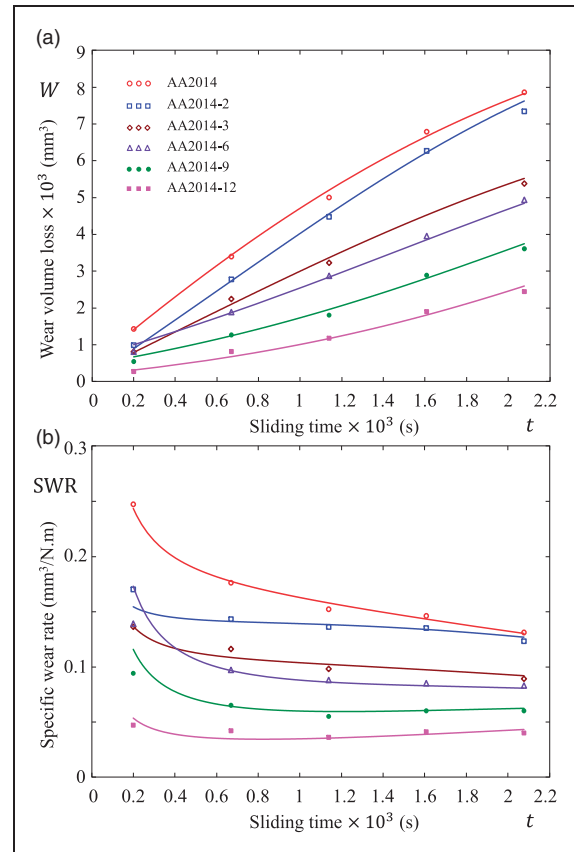 (a)
9
8
7
6
5
4
3
2
1
0
W
Wear volume loss × 10³ (mm³)
AA2014
AA2014-2
AA2014-3
AA2014-6
AA2014-9
AA2014-12
0 0.2 0.4 0.6 0.8 1 1.2 1.4 1.6 1.8 2 2.2
Sliding time × 10³ (s)
t
(b)
0.3
0.2
0.1
0
SWR
Specific wear rate (mm³/N.m)
0 0.2 0.4 0.6 0.8 1 1.2 1.4 1.6 1.8 2 2.2
Sliding time × 10³ (s)
t